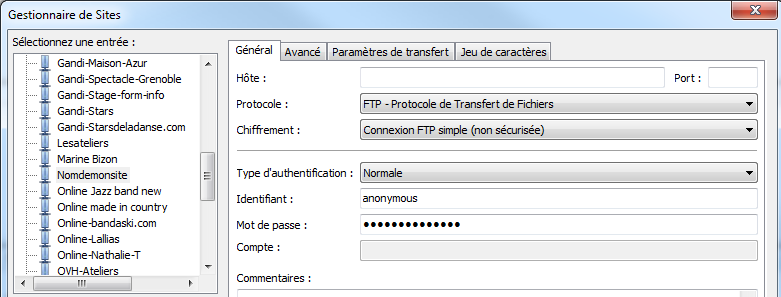 Gestionnaire de Sites
Sélectionnez une entrée :
Gandi-Maison-Azur
Gandi-Spectacle-Grenoble
Gandi-Stage-form-info
Gandi-Stars
Gandi-Starsdeladanse.com
Lesateliers
Marine Bizon
Nomdemonsite
Online Jazz band new
Online made in country
Online-bandaski.com
Online-Lallias
Online-Nathalie-T
OVH-Ateliers
Général Avancé Paramètres de transfert Jeu de caractères
Hôte : Port :
Protocole : FTP - Protocole de Transfert de Fichiers
Chiffrement : Connexion FTP simple (non sécurisée)
Type d'authentification : Normale
Identifiant : anonymous
Mot de passe : ●●●●●●●●●●●●●●
Compte :
Commentaires :